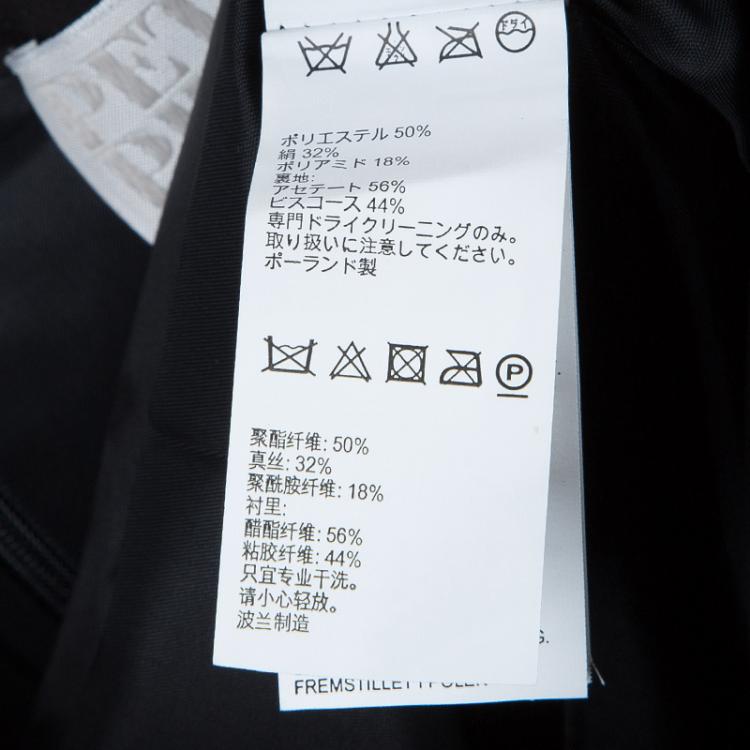 ドライ
ポリエステル 50%
絹 32%
ポリアミド 18%
裏地:
アセテート 56%
ビスコース 44%
専門ドライクリーニングのみ。
取り扱いに注意してください。
ポーランド製
P
聚酯纤维: 50%
真丝: 32%
聚酰胺纤维: 18%
衬里:
醋酯纤维: 56%
粘胶纤维: 44%
只宜专业干洗。
请小心轻放。
波兰制造
G.
FREMSTILLET I POLEN